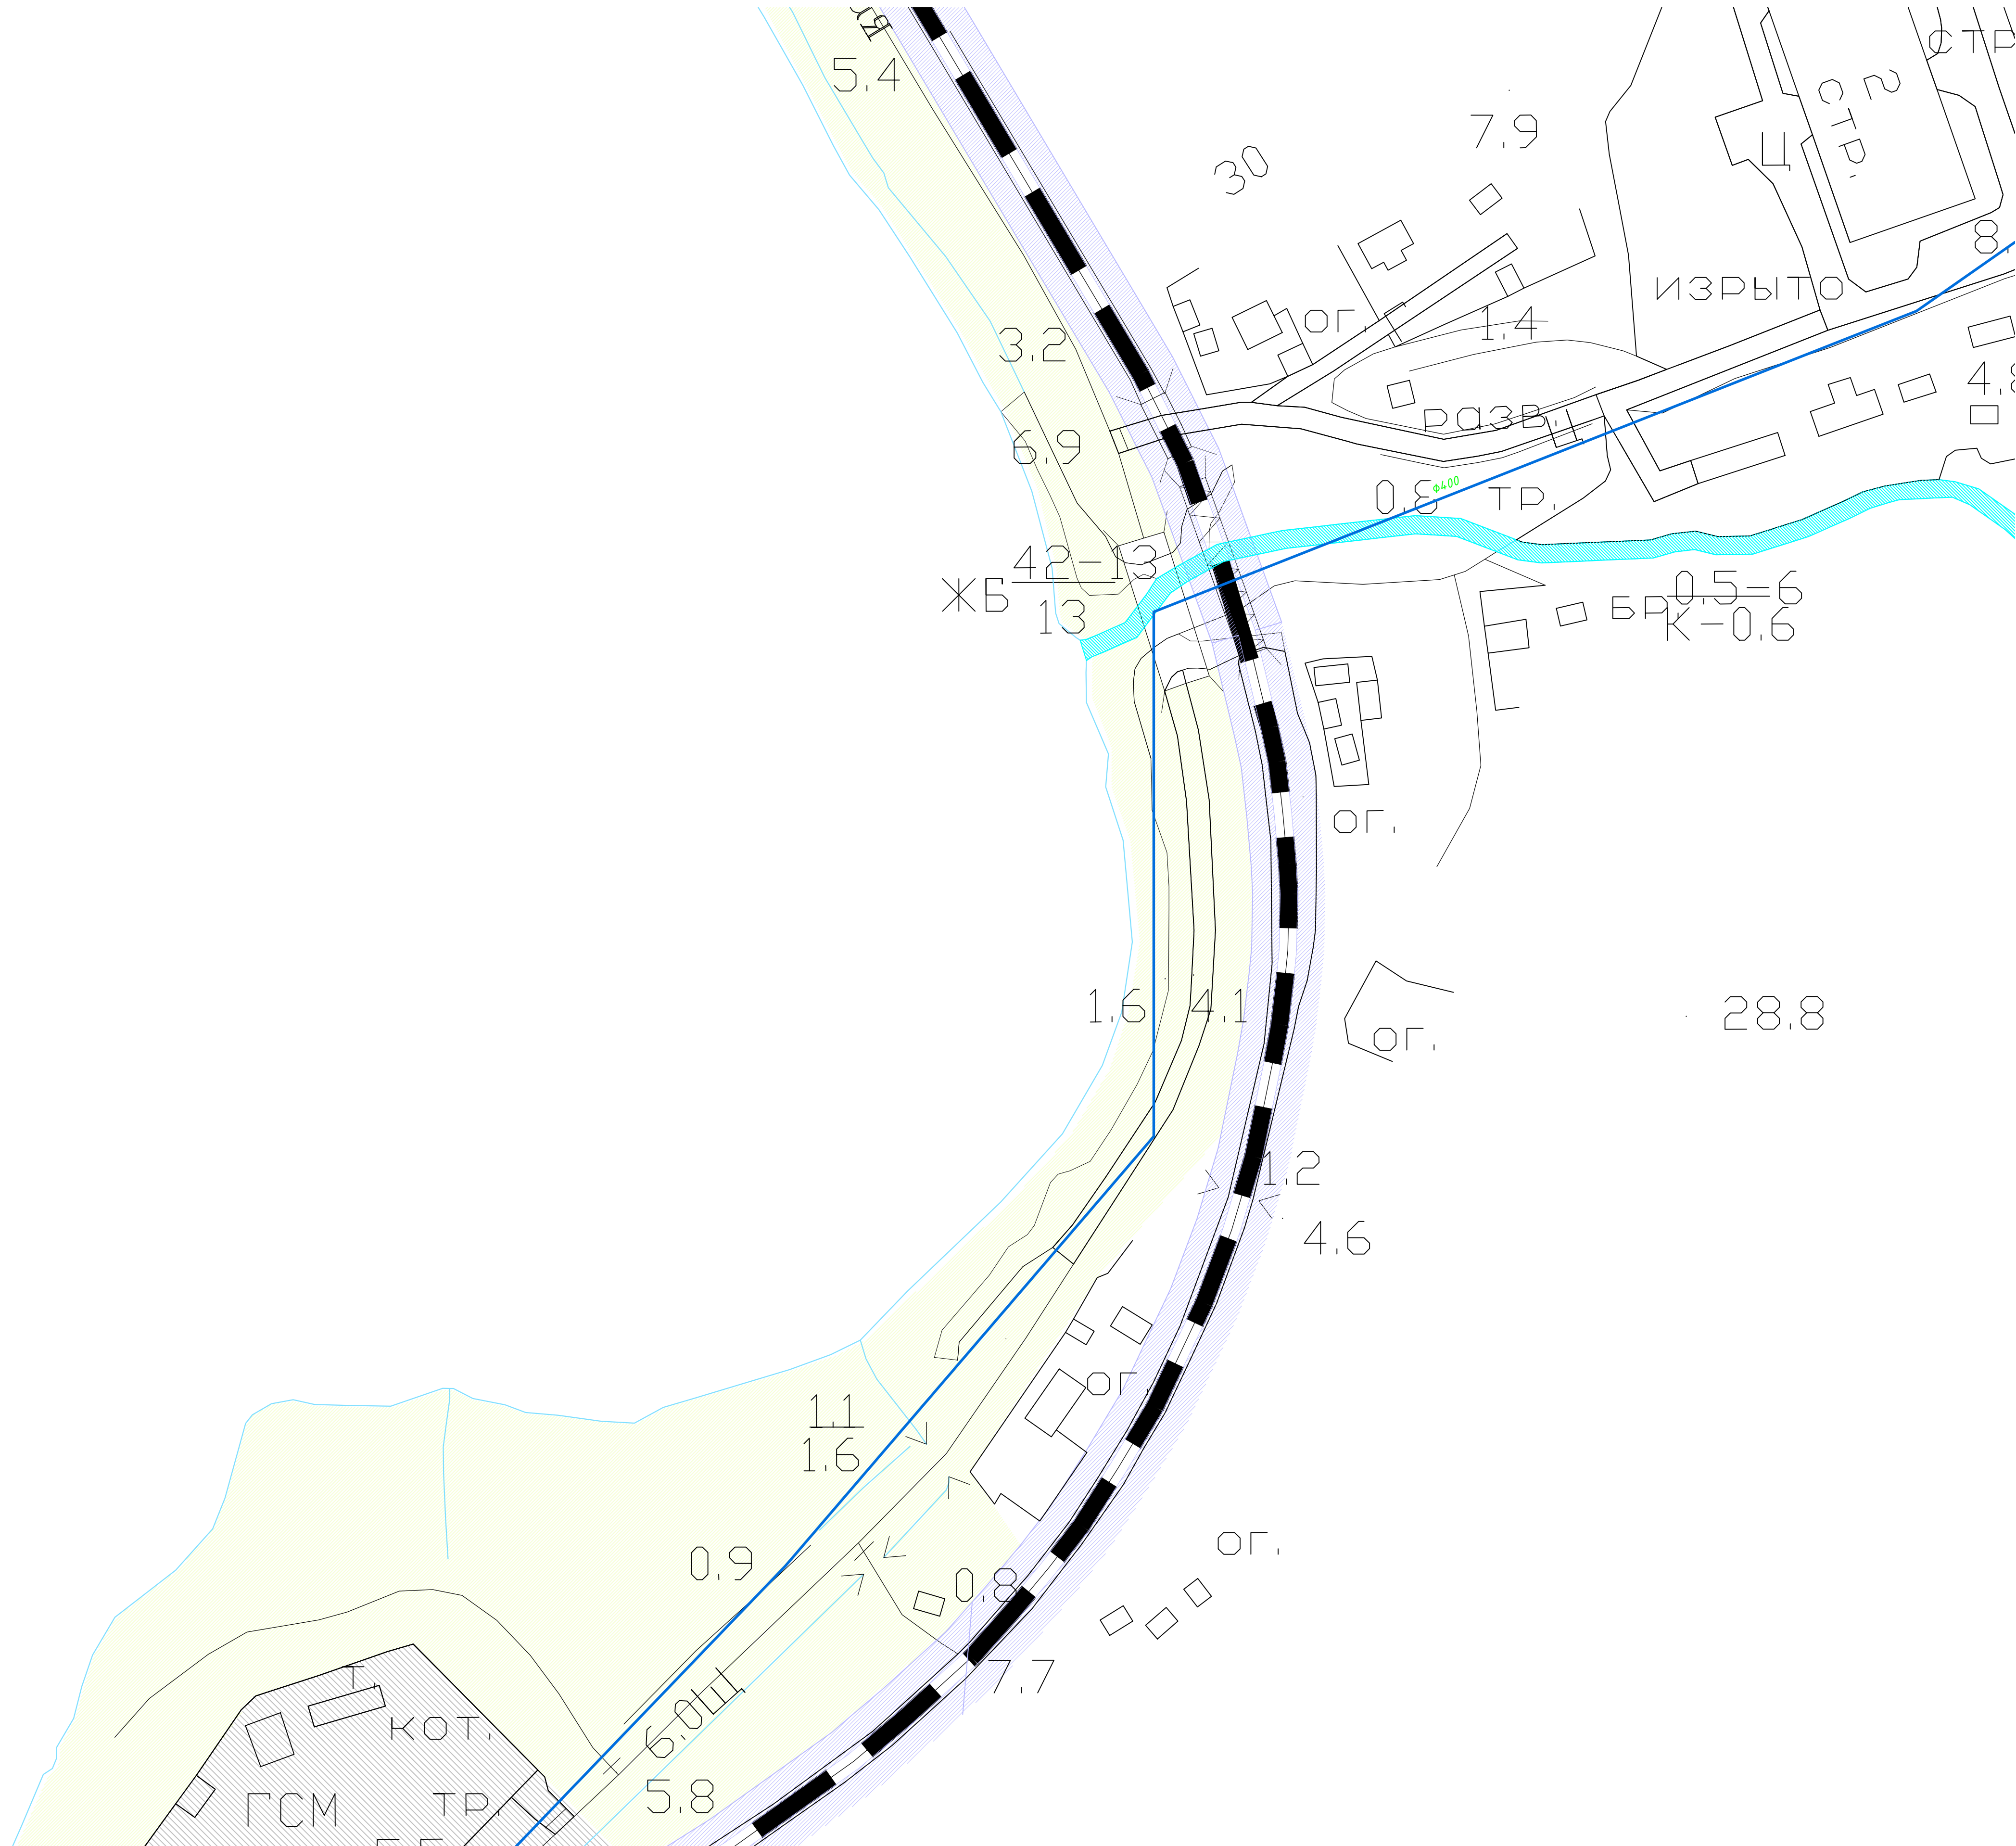 5,4
СТР
СТР.
2
Ц
7,9
30
8,
ИЗРЫТО
ОГ.
1,4
3,2
4,8
разв.
6,9
0,8
ф400
ТР.
42-13
ЖБ
13
БР.
0,5=6
К-0,6
ОГ.
1,6
4,1
28,8
ОГ.
1,2
4,6
ОГ.
1,1
1,6
ОГ.
0,9
0,8
7,7
Т.
6,0Щ
КОТ.
5,8
ГСМ
ТР.